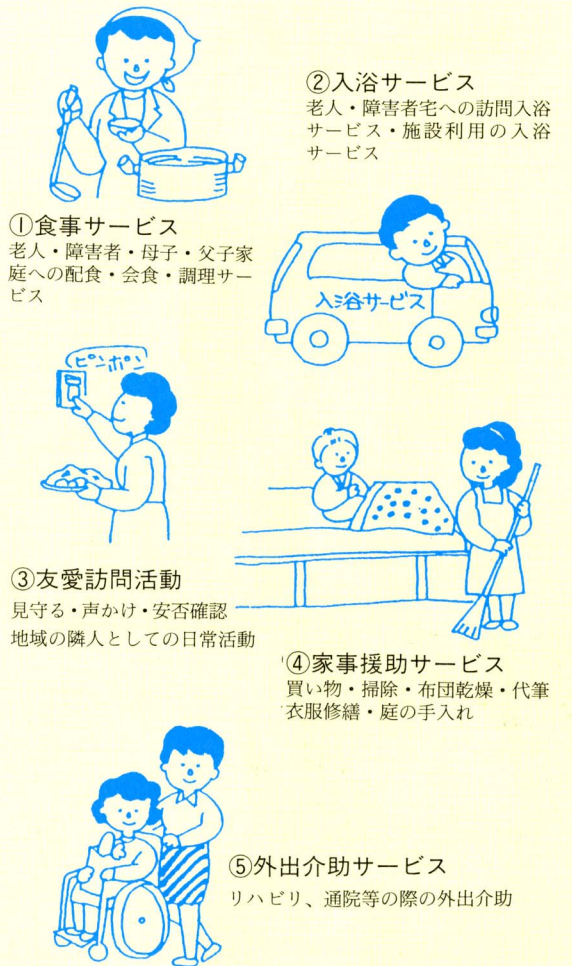 ①食事サービス
老人・障害者・母子・父子家
庭への配食・会食・調理サー
ビス
②入浴サービス
老人・障害者宅への訪問入浴
サービス・施設利用の入浴
サービス
入浴サービス
ピンポン
③友愛訪問活動
見守る・声かけ・安否確認
地域の隣人としての日常活動
④家事援助サービス
買い物・掃除・布団乾燥・代筆
衣服修繕・庭の手入れ
⑤外出介助サービス
リハビリ、通院等の際の外出介助